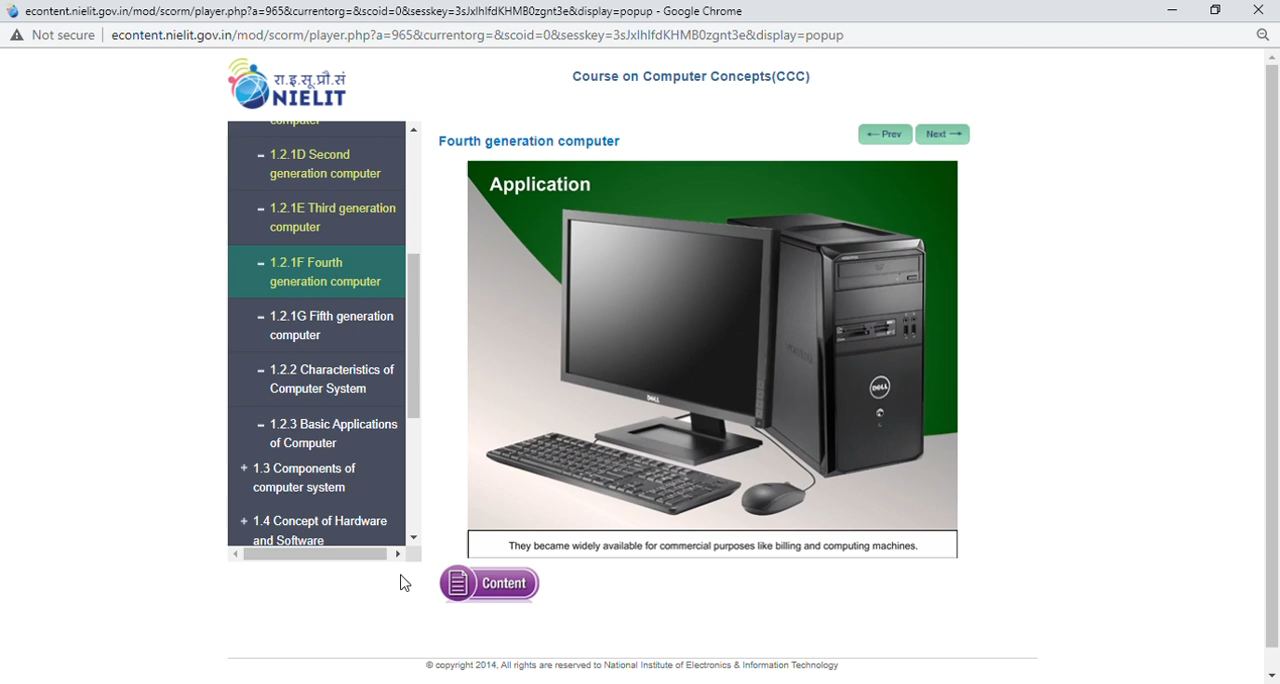 econtent.nielit.gov.in/mod/scorm/player.php?a=965&currentorg=&scoid=0&sesskey=3sJxlhlfdKHMB0zgnt3e&display=popup - Google Chrome
Not secure
econtent.nielit.gov.in/mod/scorm/player.php?a=965&currentorg=&scoid=0&sesskey=3sJxlhlfdKHMB0zgnt3e&display=popup
रा.इ.सू.प्रौ.सं
NIELIT
Course on Computer Concepts(CCC)
computer
1.2.1D Second
generation computer
1.2.1E Third generation
computer
1.2.1F Fourth
generation computer
1.2.1G Fifth generation
computer
1.2.2 Characteristics of
Computer System
1.2.3 Basic Applications
of Computer
+ 1.3 Components of
computer system
+ 1.4 Concept of Hardware
and Software
Fourth generation computer
← Prev
Next →
Application
DELL
DELL
They became widely available for commercial purposes like billing and computing machines.
Content
© copyright 2014, All rights are reserved to National Institute of Electronics & Information Technology